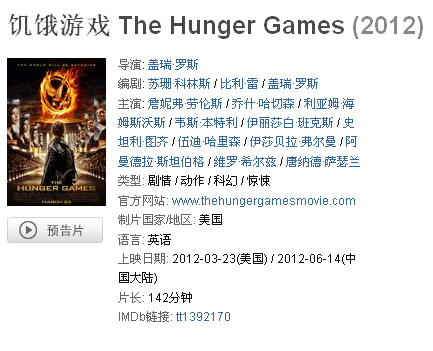 饥饿游戏 The Hunger Games (2012)
THE WORLD WILL BE WATCHING
THE HUNGER GAMES
MARCH 23
预告片
导演: 盖瑞·罗斯
编剧: 苏珊·科林斯 / 比利·雷 / 盖瑞·罗斯
主演: 詹妮弗·劳伦斯 / 乔什·哈切森 / 利亚姆·海
姆斯沃斯 / 韦斯·本特利 / 伊丽莎白·班克斯 / 史
坦利·图齐 / 伍迪·哈里森 / 伊莎贝拉·弗尔曼 / 阿
曼德拉·斯坦伯格 / 维罗·希尔兹 / 唐纳德·萨瑟兰
类型: 剧情 / 动作 / 科幻 / 惊悚
官方网站: www.thehungergamesmovie.com
制片国家/地区: 美国
语言: 英语
上映日期: 2012-03-23(美国) / 2012-06-14(中
国大陆)
片长: 142分钟
IMDb链接: tt1392170